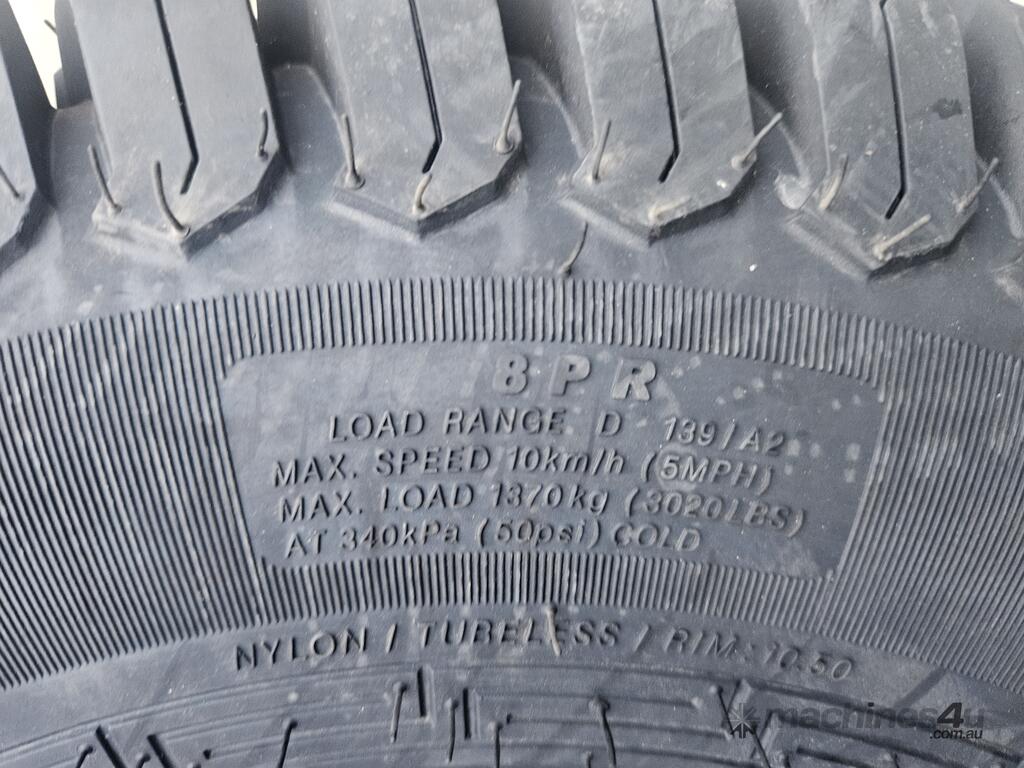 8PR
LOAD RANGE D 139/A2
MAX. SPEED 10km/h (5MPH)
MAX. LOAD 1370kg (3020LBS)
AT 340kPa (50psi) COLD
NYLON / TUBELESS / RIM: 10.50
machines4u
.com.au